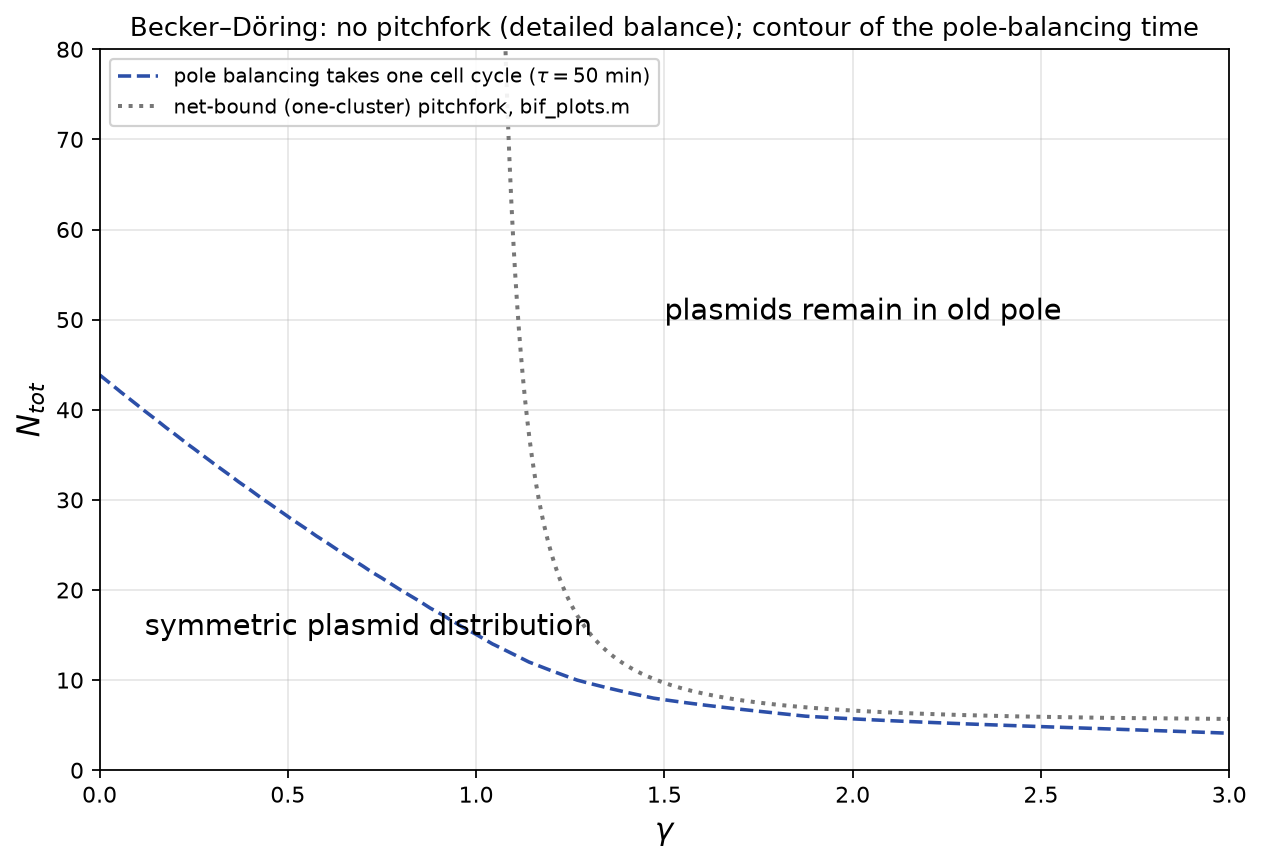 Becker–Döring: no pitchfork (detailed balance); contour of the pole-balancing time
pole balancing takes one cell cycle (τ = 50 min)
net-bound (one-cluster) pitchfork, bif_plots.m
80
70
60
50
40
30
20
10
0
N_tot
plasmids remain in old pole
symmetric plasmid distribution
0.0 0.5 1.0 1.5 2.0 2.5 3.0
γ